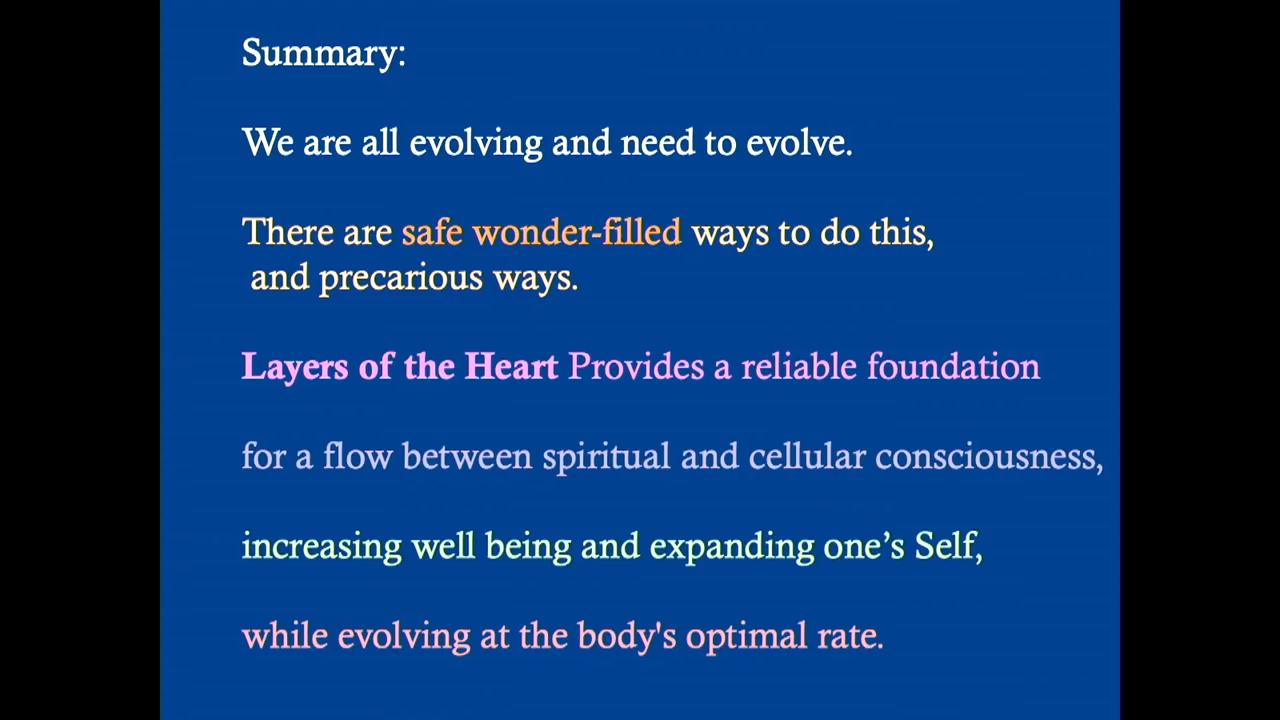 Summary:
We are all evolving and need to evolve.
There are safe wonder-filled ways to do this,
and precarious ways.
Layers of the Heart Provides a reliable foundation
for a flow between spiritual and cellular consciousness,
increasing well being and expanding one’s Self,
while evolving at the body's optimal rate.